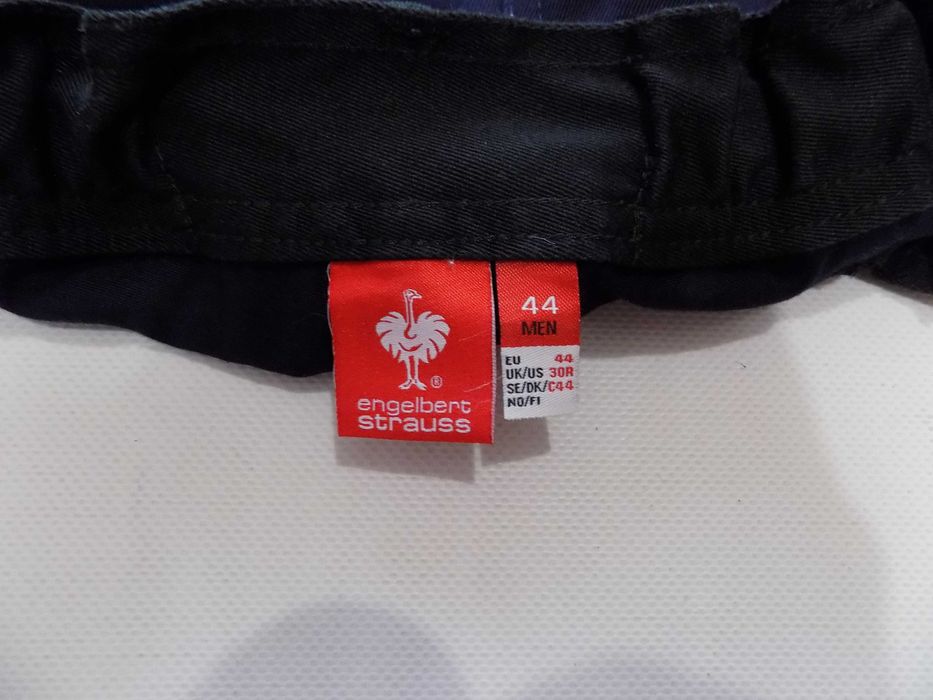 ®
engelbert
strauss
44
MEN
EU 44
UK/US 30R
SE/DK/ C44
NO/FI